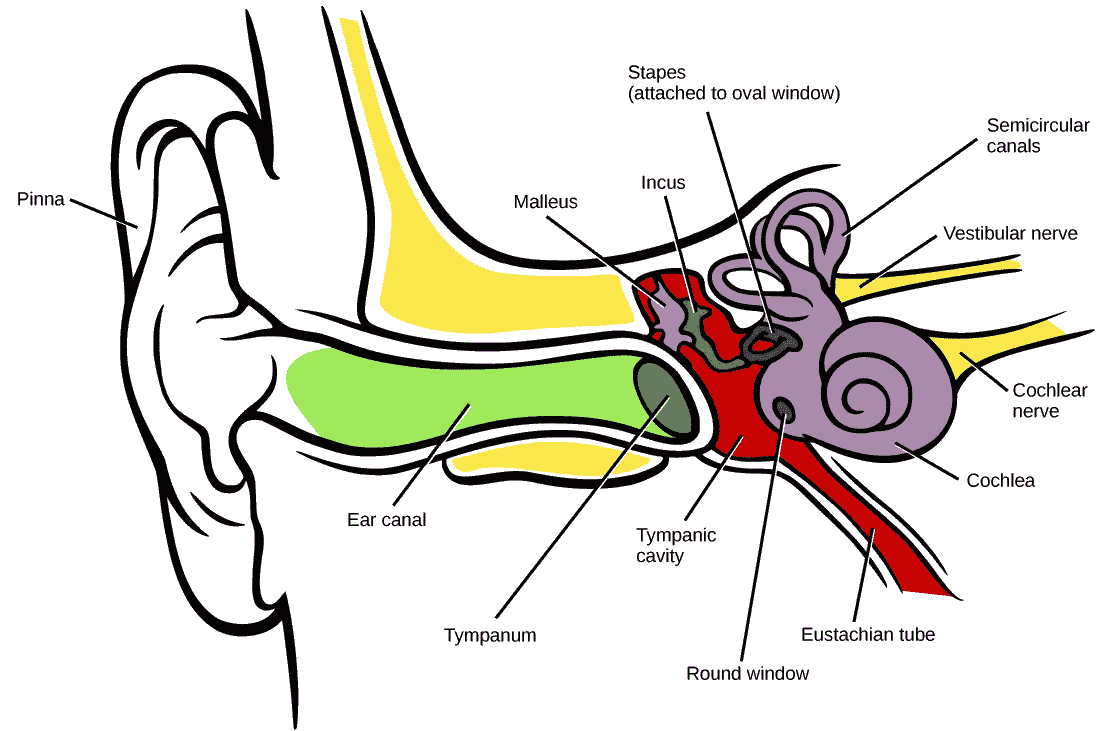 Stapes
(attached to oval window)
Semicircular
canals
Incus
Pinna
Malleus
Vestibular nerve
Cochlear
nerve
Cochlea
Ear canal
Tympanic
cavity
Tympanum
Eustachian tube
Round window